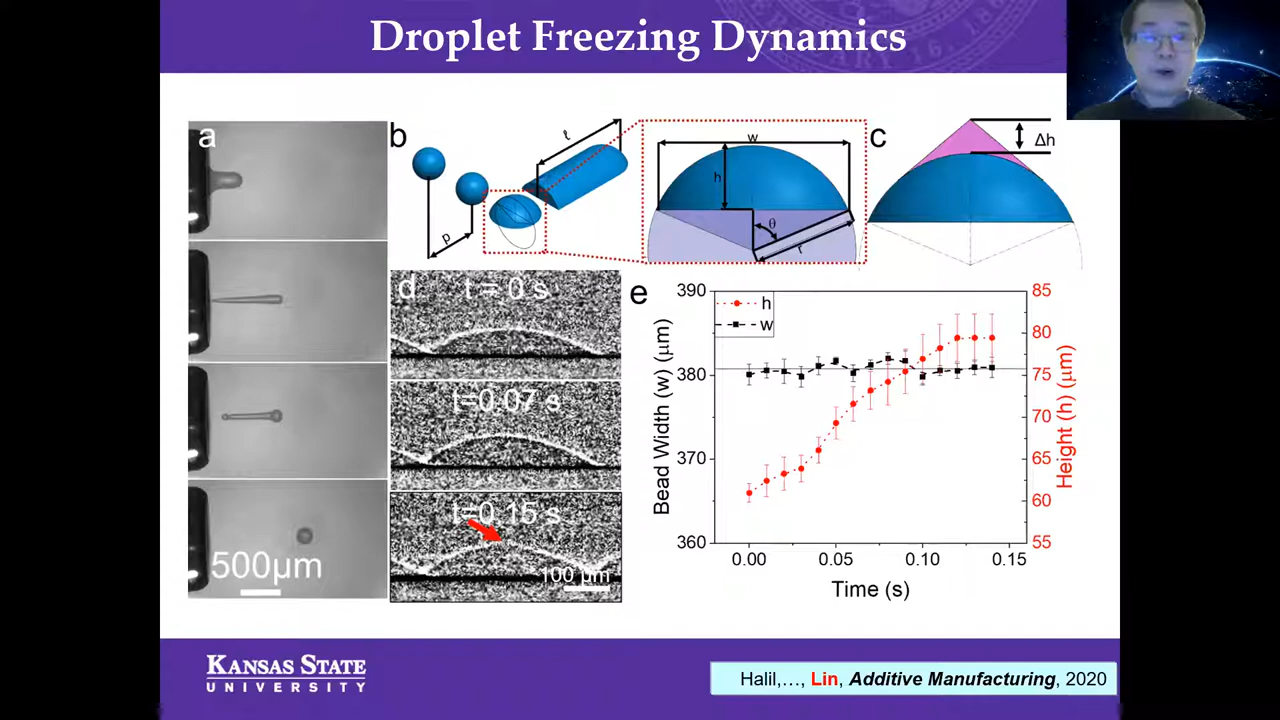 Droplet Freezing Dynamics
a
500μm
b
ℓ
p
w
h
θ
r
c
Δh
d
t = 0 s
t=0.07 s
t=0.15 s
100 μm
e
h
w
390
380
370
360
Bead Width (w) (μm)
85
80
75
70
65
60
55
Height (h) (μm)
0.00 0.05 0.10 0.15
Time (s)
KANSAS STATE
UNIVERSITY
Halil,…, Lin, Additive Manufacturing, 2020